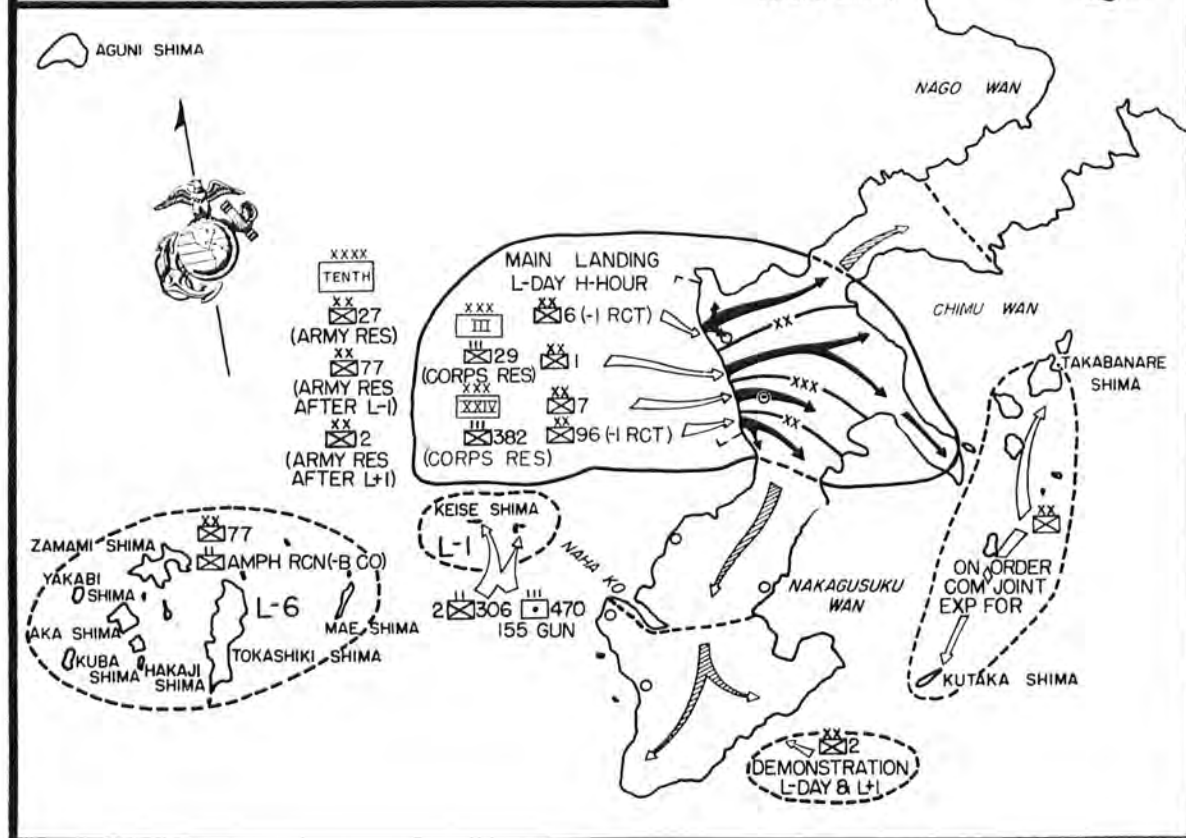 AGUNI SHIMA
NAGO WAN
XXXX
TENTH
XX
27
(ARMY RES)
XX
77
(ARMY RES
AFTER L-1)
XX
2
(ARMY RES
AFTER L+1)
MAIN LANDING
L-DAY H-HOUR
XXX
III
III
29
(CORPS RES)
XXX
XXIV
III
382
(CORPS RES)
XX
6 (-1 RCT)
XX
1
XX
7
XX
96 (-1 RCT)
XX
XXX
XX
CHIMU WAN
TAKABANARE
SHIMA
XX
ON ORDER
COM JOINT
EXP FOR
KUTAKA SHIMA
KEISE SHIMA
L-1
II
2 306
III
470
155 GUN
NAHA KO
NAKAGUSUKU
WAN
XX
77
II
AMPH RCN (-B CO)
ZAMAMI SHIMA
YAKABI
SHIMA
AKA SHIMA
KUBA
SHIMA
HAKAJI
SHIMA
L-6
MAE SHIMA
TOKASHIKI SHIMA
XX
2
DEMONSTRATION
L-DAY & L+1